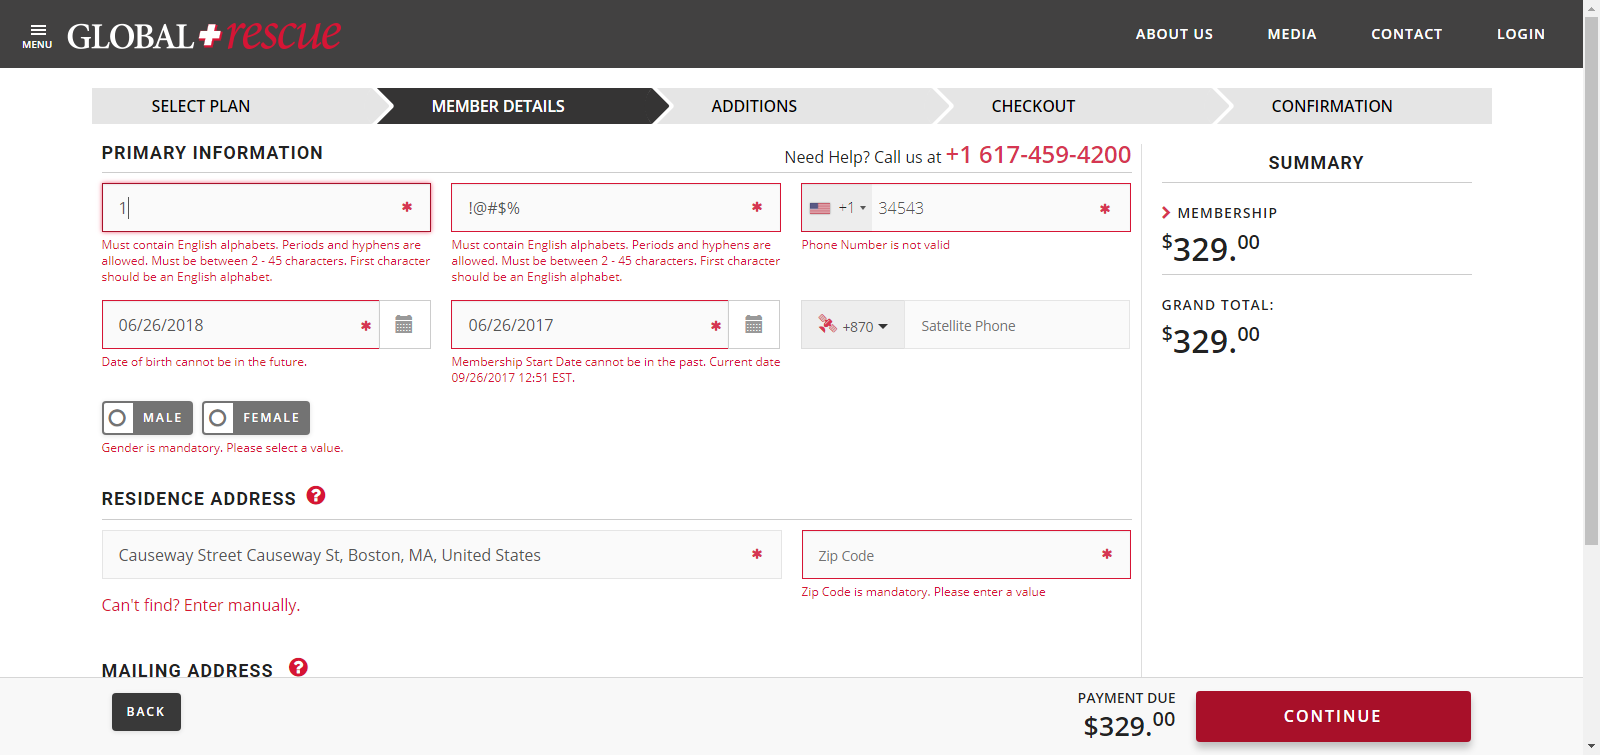 MENU
GLOBAL rescue
ABOUT US
MEDIA
CONTACT
LOGIN
SELECT PLAN
MEMBER DETAILS
ADDITIONS
CHECKOUT
CONFIRMATION
PRIMARY INFORMATION
Need Help? Call us at +1 617-459-4200
1 *
!@#$% *
+1 34543 *
Must contain English alphabets. Periods and hyphens are
allowed. Must be between 2 - 45 characters. First character
should be an English alphabet.
Must contain English alphabets. Periods and hyphens are
allowed. Must be between 2 - 45 characters. First character
should be an English alphabet.
Phone Number is not valid
06/26/2018 *
06/26/2017 *
+870 Satellite Phone
Date of birth cannot be in the future.
Membership Start Date cannot be in the past. Current date
09/26/2017 12:51 EST.
MALE
FEMALE
Gender is mandatory. Please select a value.
RESIDENCE ADDRESS ?
Causeway Street Causeway St, Boston, MA, United States *
Zip Code *
Zip Code is mandatory. Please enter a value
Can't find? Enter manually.
MAILING ADDRESS ?
SUMMARY
MEMBERSHIP
$329.00
GRAND TOTAL:
$329.00
BACK
PAYMENT DUE
$329.00
CONTINUE